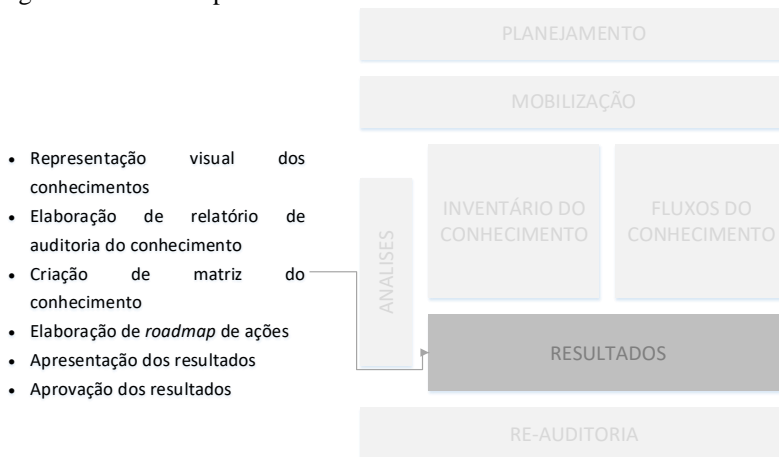 PLANEJAMENTO
MOBILIZAÇÃO
• Representação visual dos
conhecimentos
• Elaboração de relatório de
auditoria do conhecimento
• Criação de matriz do
conhecimento
• Elaboração de roadmap de ações
• Apresentação dos resultados
• Aprovação dos resultados
ANALISES
INVENTÁRIO DO
CONHECIMENTO
FLUXOS DO
CONHECIMENTO
RESULTADOS
RE-AUDITORIA